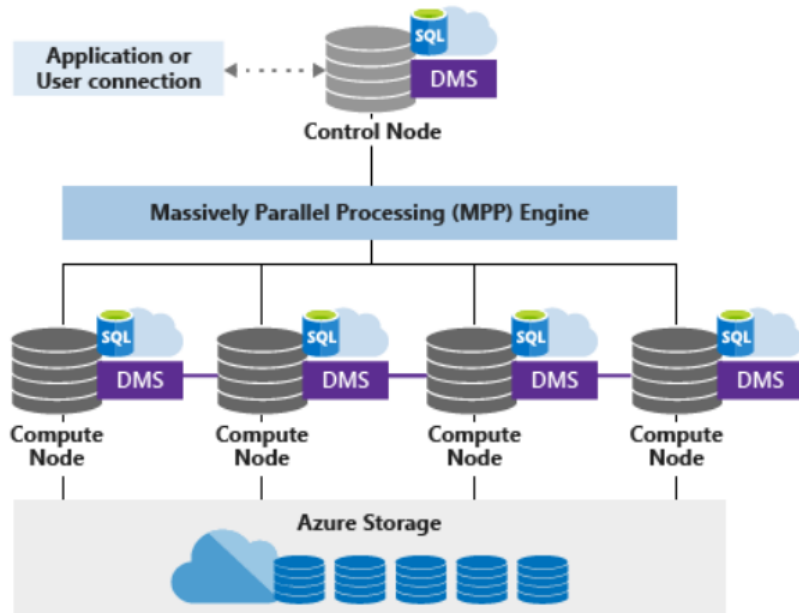 SQL
Application or
User connection
DMS
Control Node
Massively Parallel Processing (MPP) Engine
SQL
SQL
SQL
SQL
DMS
DMS
DMS
DMS
Compute
Node
Compute
Node
Compute
Node
Compute
Node
Azure Storage